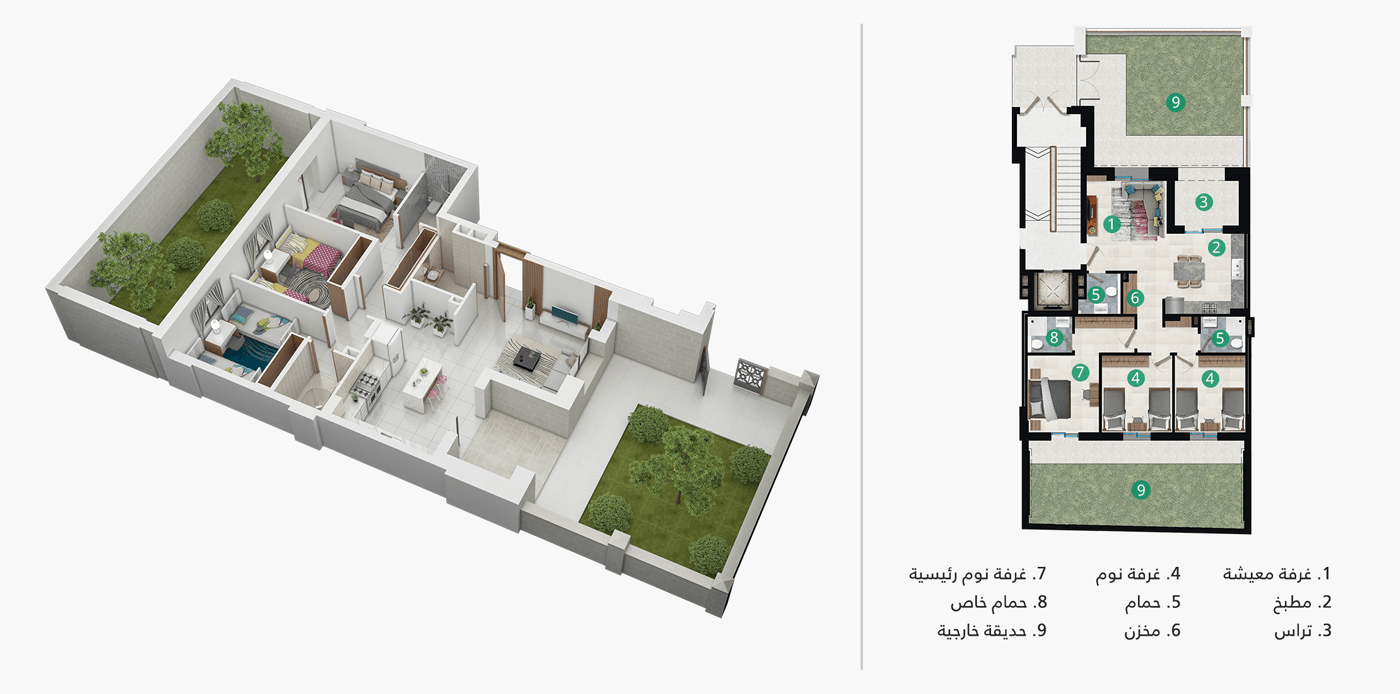 9
3
1
2
5
6
8
5
7
4
4
9
1. غرفة معيشة
2. مطبخ
3. تراس
4. غرفة نوم
5. حمام
6. مخزن
7. غرفة نوم رئيسية
8. حمام خاص
9. حديقة خارجية